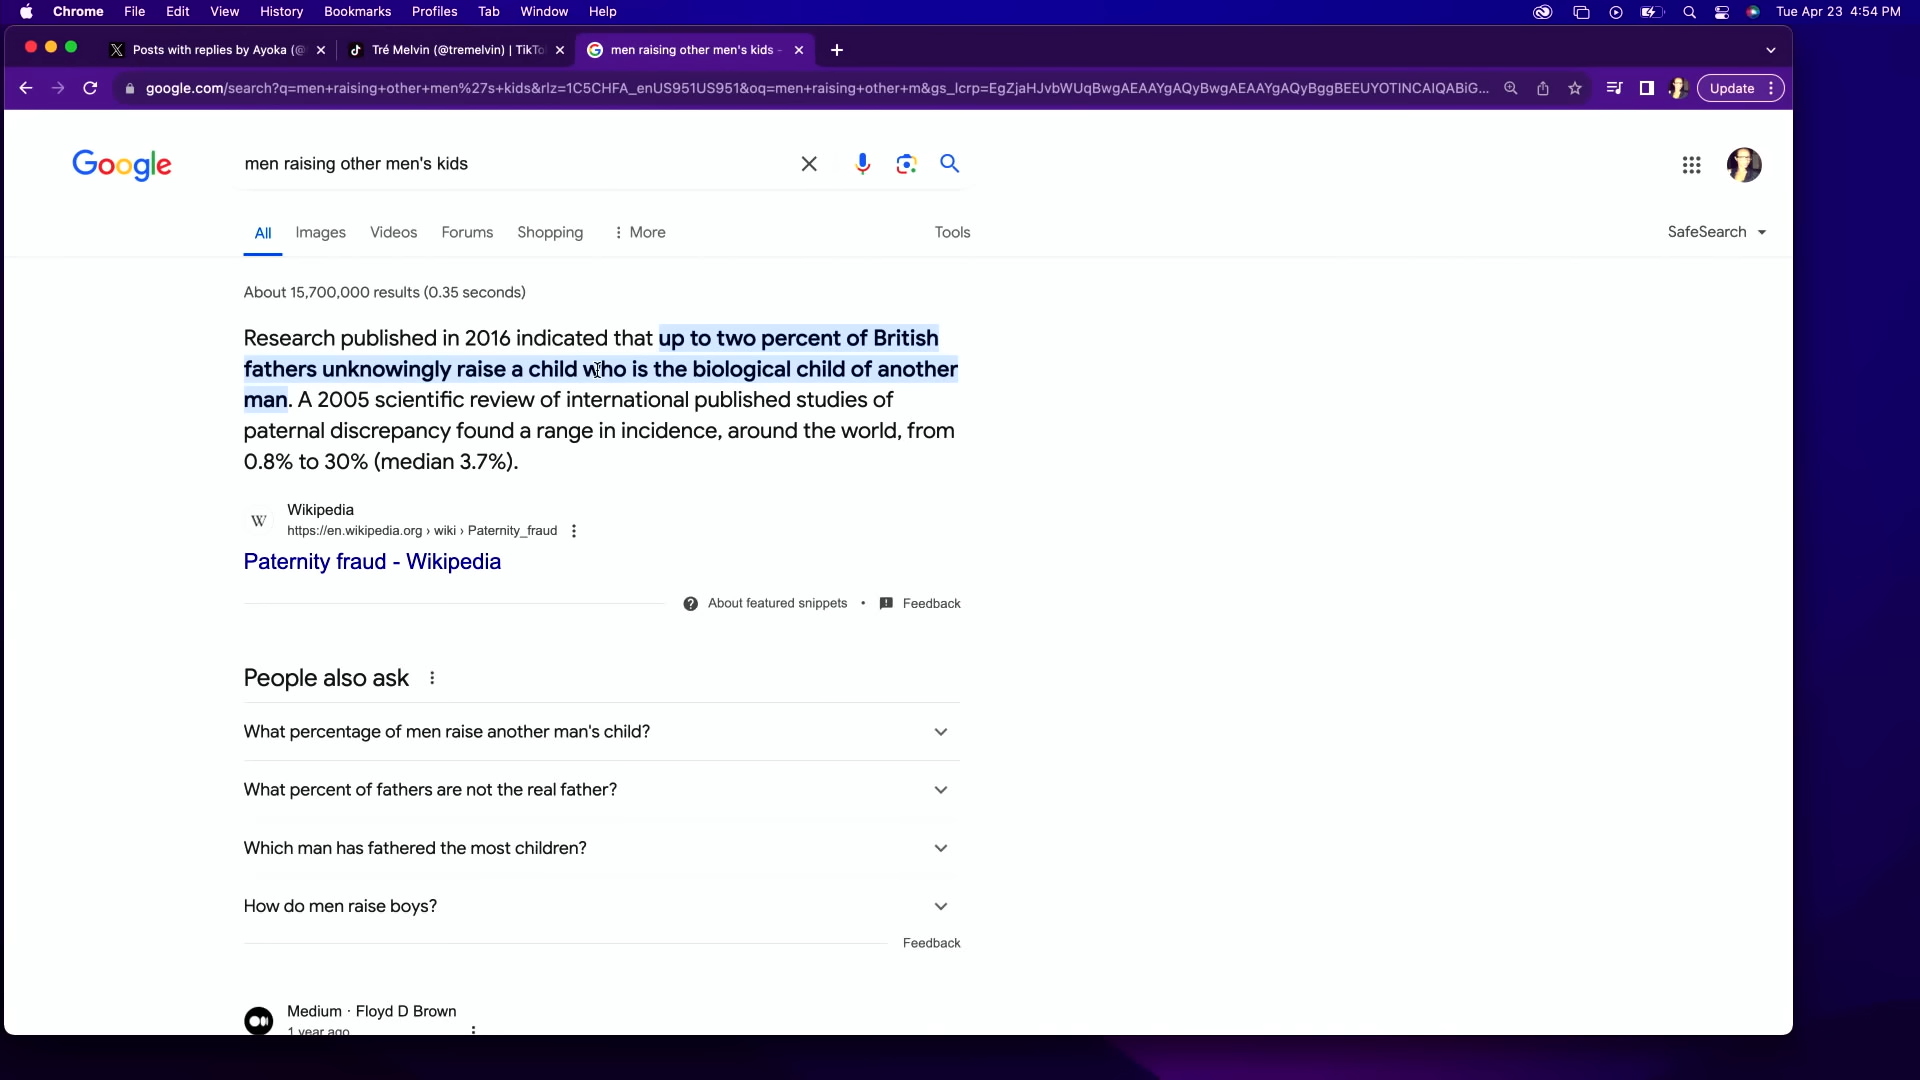 Chrome File Edit View History Bookmarks Profiles Tab Window Help Tue Apr 23 4:54 PM
Posts with replies by Ayoka (@ Tré Melvin (@tremelvin) | TikTo men raising other men's kids -
google.com/search?q=men+raising+other+men%27s+kids&rlz=1C5CHFA_enUS951US951&oq=men+raising+other+m&gs_lcrp=EgZjaHJvbWUqBwgAEAAYgAQyBwgAEAAYgAQyBggBEEUYOTINCAIQABiG... Update
Google men raising other men's kids
All Images Videos Forums Shopping More Tools SafeSearch
About 15,700,000 results (0.35 seconds)
Research published in 2016 indicated that up to two percent of British
fathers unknowingly raise a child who is the biological child of another
man. A 2005 scientific review of international published studies of
paternal discrepancy found a range in incidence, around the world, from
0.8% to 30% (median 3.7%).
W Wikipedia
https://en.wikipedia.org › wiki › Paternity_fraud
Paternity fraud - Wikipedia
About featured snippets • Feedback
People also ask
What percentage of men raise another man's child?
What percent of fathers are not the real father?
Which man has fathered the most children?
How do men raise boys?
Feedback
Medium · Floyd D Brown
1 year ago